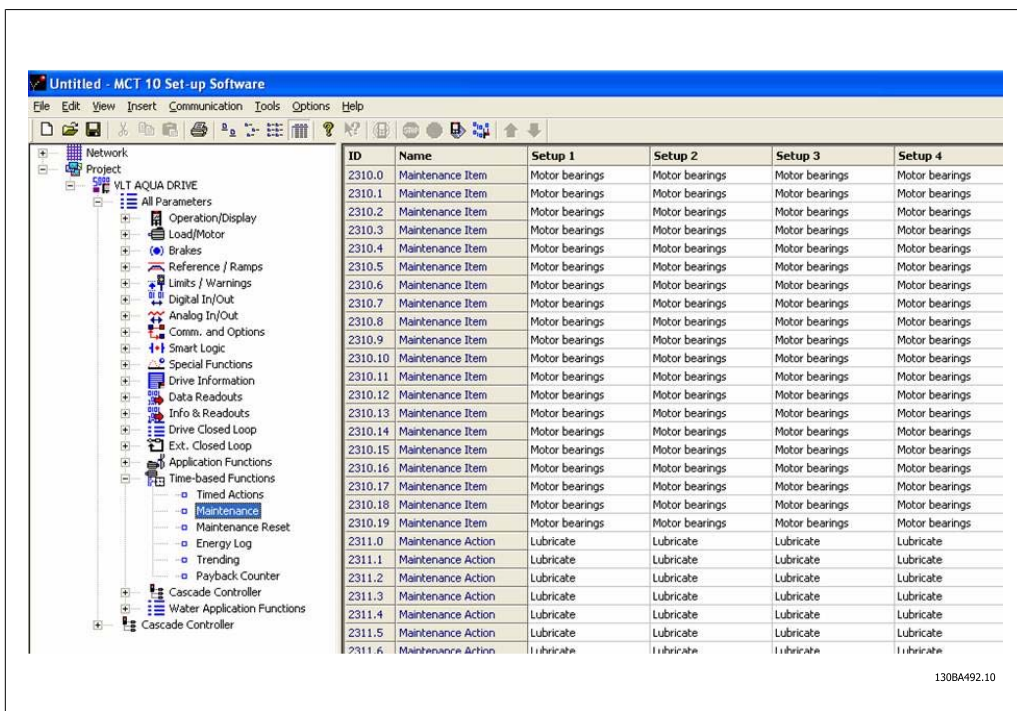 Untitled - MCT 10 Set-up Software
File Edit View Insert Communication Tools Options Help
Network
Project
VLT AQUA DRIVE
All Parameters
Operation/Display
Load/Motor
Brakes
Reference / Ramps
Limits / Warnings
Digital In/Out
Analog In/Out
Comm. and Options
Smart Logic
Special Functions
Drive Information
Data Readouts
Info & Readouts
Drive Closed Loop
Ext. Closed Loop
Application Functions
Time-based Functions
Timed Actions
Maintenance
Maintenance Reset
Energy Log
Trending
Payback Counter
Cascade Controller
Water Application Functions
Cascade Controller
ID Name Setup 1 Setup 2 Setup 3 Setup 4
2310.0 Maintenance Item Motor bearings Motor bearings Motor bearings Motor bearings
2310.1 Maintenance Item Motor bearings Motor bearings Motor bearings Motor bearings
2310.2 Maintenance Item Motor bearings Motor bearings Motor bearings Motor bearings
2310.3 Maintenance Item Motor bearings Motor bearings Motor bearings Motor bearings
2310.4 Maintenance Item Motor bearings Motor bearings Motor bearings Motor bearings
2310.5 Maintenance Item Motor bearings Motor bearings Motor bearings Motor bearings
2310.6 Maintenance Item Motor bearings Motor bearings Motor bearings Motor bearings
2310.7 Maintenance Item Motor bearings Motor bearings Motor bearings Motor bearings
2310.8 Maintenance Item Motor bearings Motor bearings Motor bearings Motor bearings
2310.9 Maintenance Item Motor bearings Motor bearings Motor bearings Motor bearings
2310.10 Maintenance Item Motor bearings Motor bearings Motor bearings Motor bearings
2310.11 Maintenance Item Motor bearings Motor bearings Motor bearings Motor bearings
2310.12 Maintenance Item Motor bearings Motor bearings Motor bearings Motor bearings
2310.13 Maintenance Item Motor bearings Motor bearings Motor bearings Motor bearings
2310.14 Maintenance Item Motor bearings Motor bearings Motor bearings Motor bearings
2310.15 Maintenance Item Motor bearings Motor bearings Motor bearings Motor bearings
2310.16 Maintenance Item Motor bearings Motor bearings Motor bearings Motor bearings
2310.17 Maintenance Item Motor bearings Motor bearings Motor bearings Motor bearings
2310.18 Maintenance Item Motor bearings Motor bearings Motor bearings Motor bearings
2310.19 Maintenance Item Motor bearings Motor bearings Motor bearings Motor bearings
2311.0 Maintenance Action Lubricate Lubricate Lubricate Lubricate
2311.1 Maintenance Action Lubricate Lubricate Lubricate Lubricate
2311.2 Maintenance Action Lubricate Lubricate Lubricate Lubricate
2311.3 Maintenance Action Lubricate Lubricate Lubricate Lubricate
2311.4 Maintenance Action Lubricate Lubricate Lubricate Lubricate
2311.5 Maintenance Action Lubricate Lubricate Lubricate Lubricate
2311.6 Maintenance Action Lubricate Lubricate Lubricate Lubricate
130BA492.10